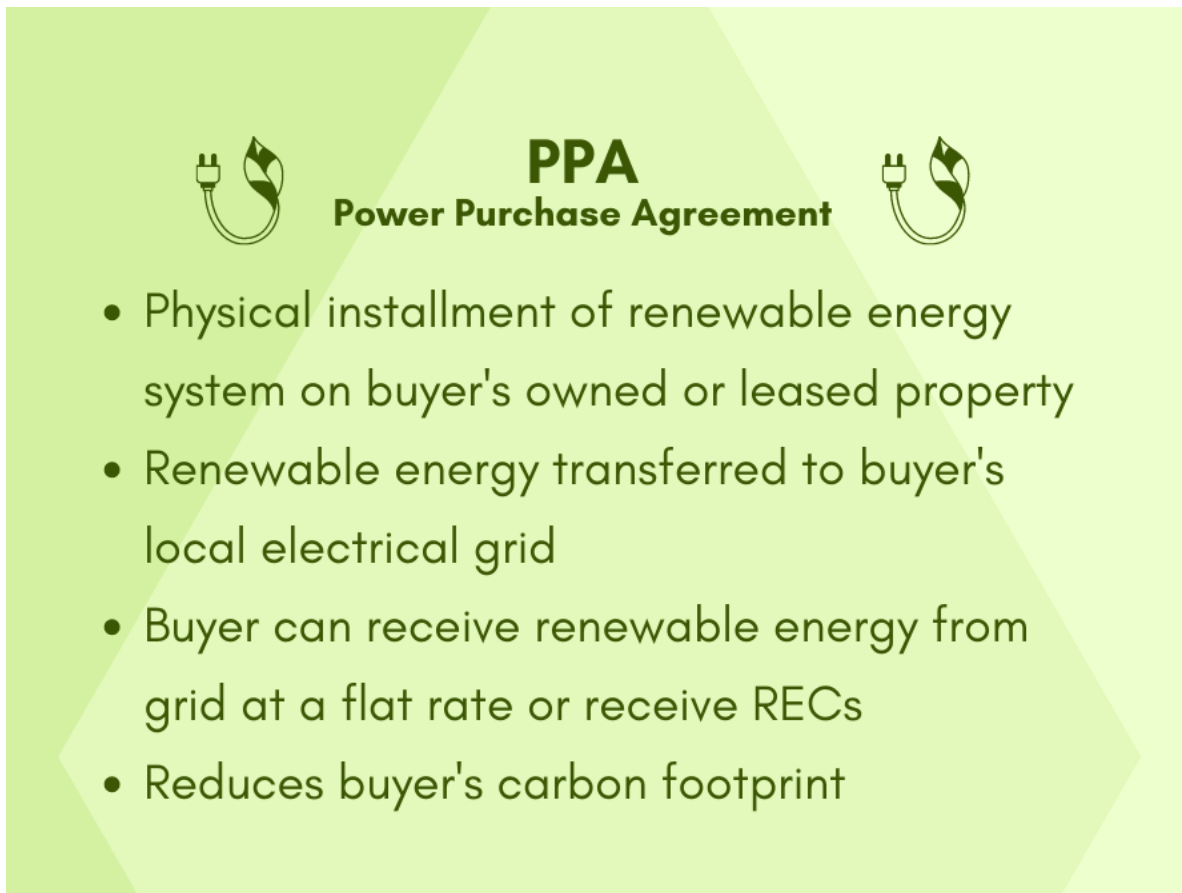 PPA
Power Purchase Agreement
• Physical installment of renewable energy
system on buyer's owned or leased property
• Renewable energy transferred to buyer's
local electrical grid
• Buyer can receive renewable energy from
grid at a flat rate or receive RECs
• Reduces buyer's carbon footprint